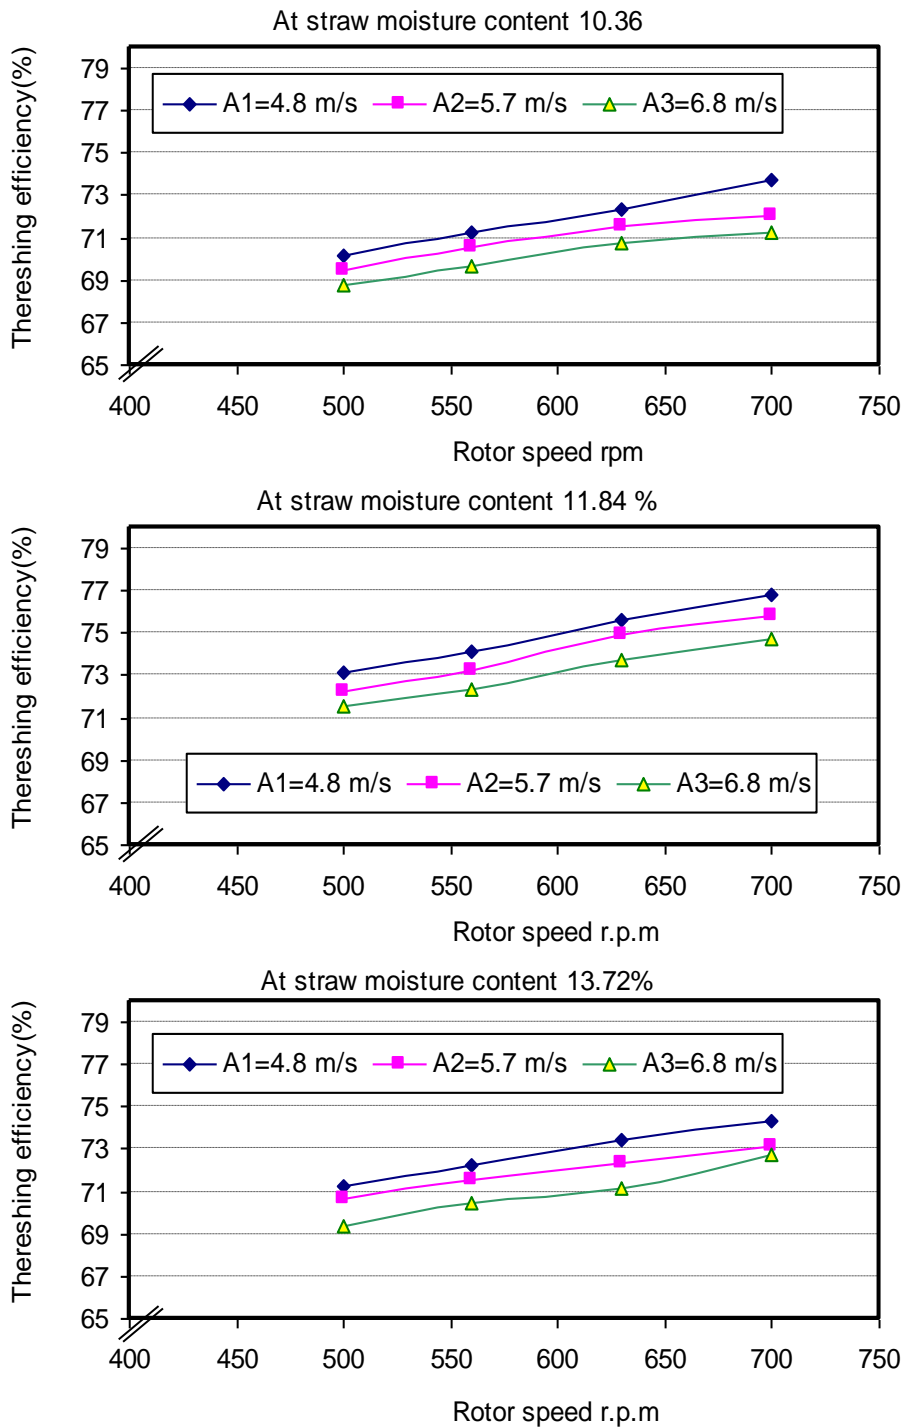 At straw moisture content 10.36
Thereshing efficiency(%)
79
77
75
73
71
69
67
65
A1=4.8 m/s A2=5.7 m/s A3=6.8 m/s
400 450 500 550 600 650 700 750
Rotor speed rpm
At straw moisture content 11.84 %
Thereshing efficiency(%)
79
77
75
73
71
69
67
65
A1=4.8 m/s A2=5.7 m/s A3=6.8 m/s
400 450 500 550 600 650 700 750
Rotor speed r.p.m
At straw moisture content 13.72%
Thereshing efficiency(%)
79
77
75
73
71
69
67
65
A1=4.8 m/s A2=5.7 m/s A3=6.8 m/s
400 450 500 550 600 650 700 750
Rotor speed r.p.m